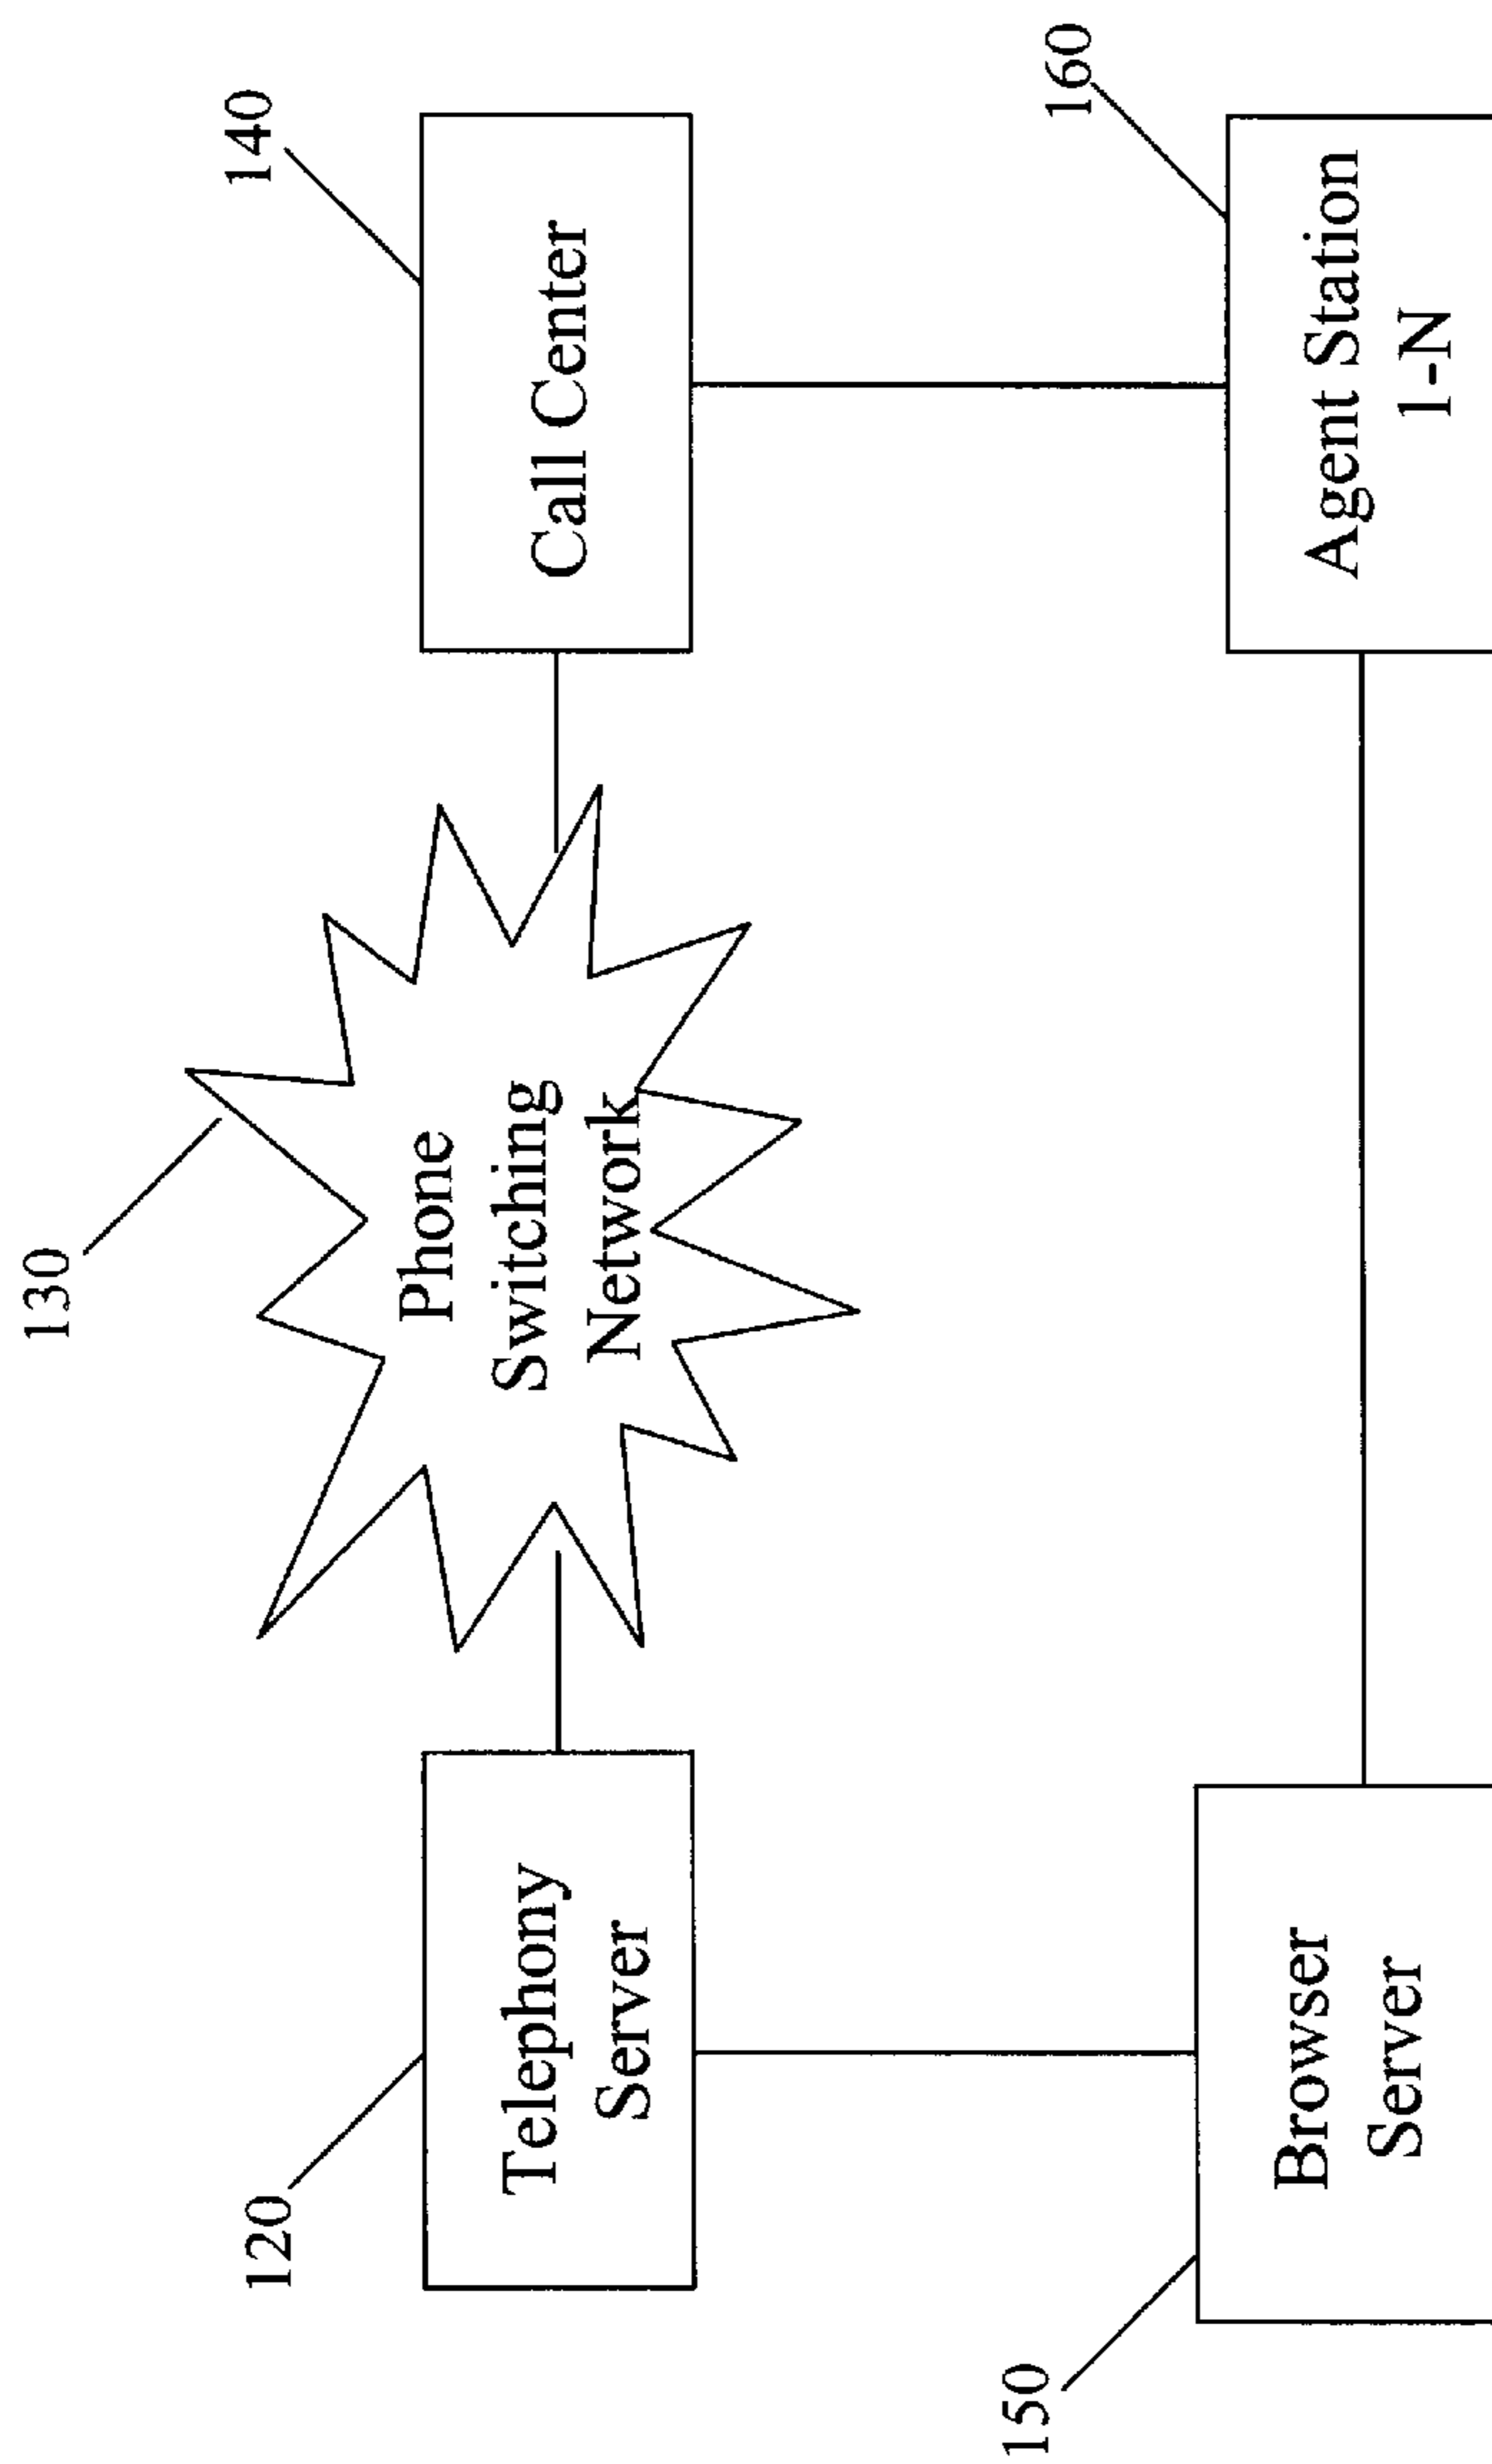 130
140
120
Phone
Switching
Network
Telephony
Server
Call Center
160
150
Browser
Server
Agent Station
1-N